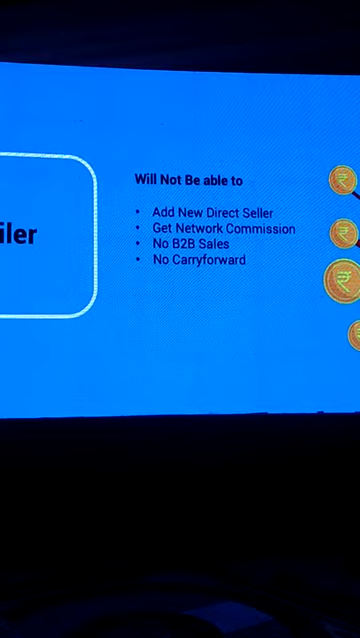 iler
Will Not Be able to
• Add New Direct Seller
• Get Network Commission
• No B2B Sales
• No Carryforward
₹
₹
₹
₹